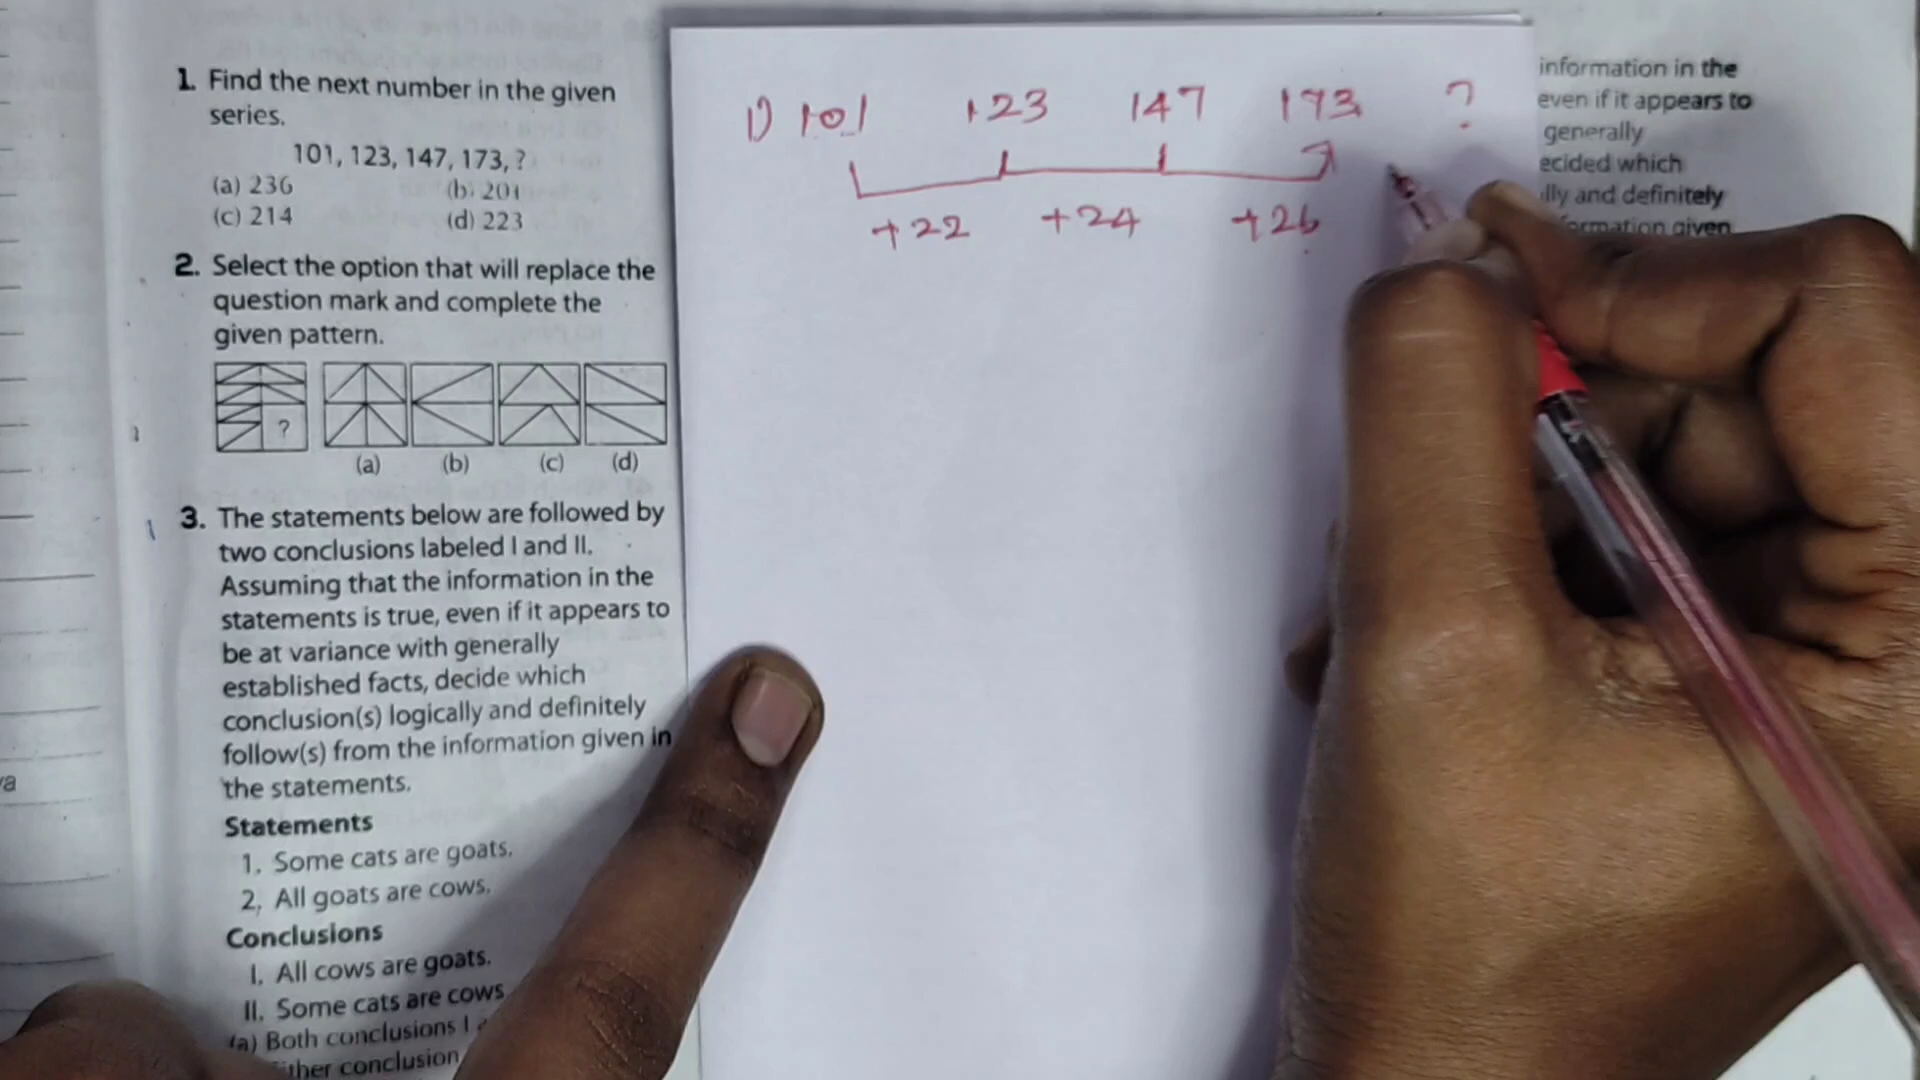 1. Find the next number in the given
series.
101, 123, 147, 173, ?
(a) 236 (b) 201
(c) 214 (d) 223
2. Select the option that will replace the
question mark and complete the
given pattern.
?
(a) (b) (c) (d)
3. The statements below are followed by
two conclusions labeled I and II.
Assuming that the information in the
statements is true, even if it appears to
be at variance with generally
established facts, decide which
conclusion(s) logically and definitely
follow(s) from the information given in
the statements.
Statements
1. Some cats are goats.
2. All goats are cows.
Conclusions
I. All cows are goats.
II. Some cats are cows
(a) Both conclusions I
conclusion
1) 101 123 147 173 ?
+22 +24 +26
information in the
even if it appears to
generally
which
and definitely
given